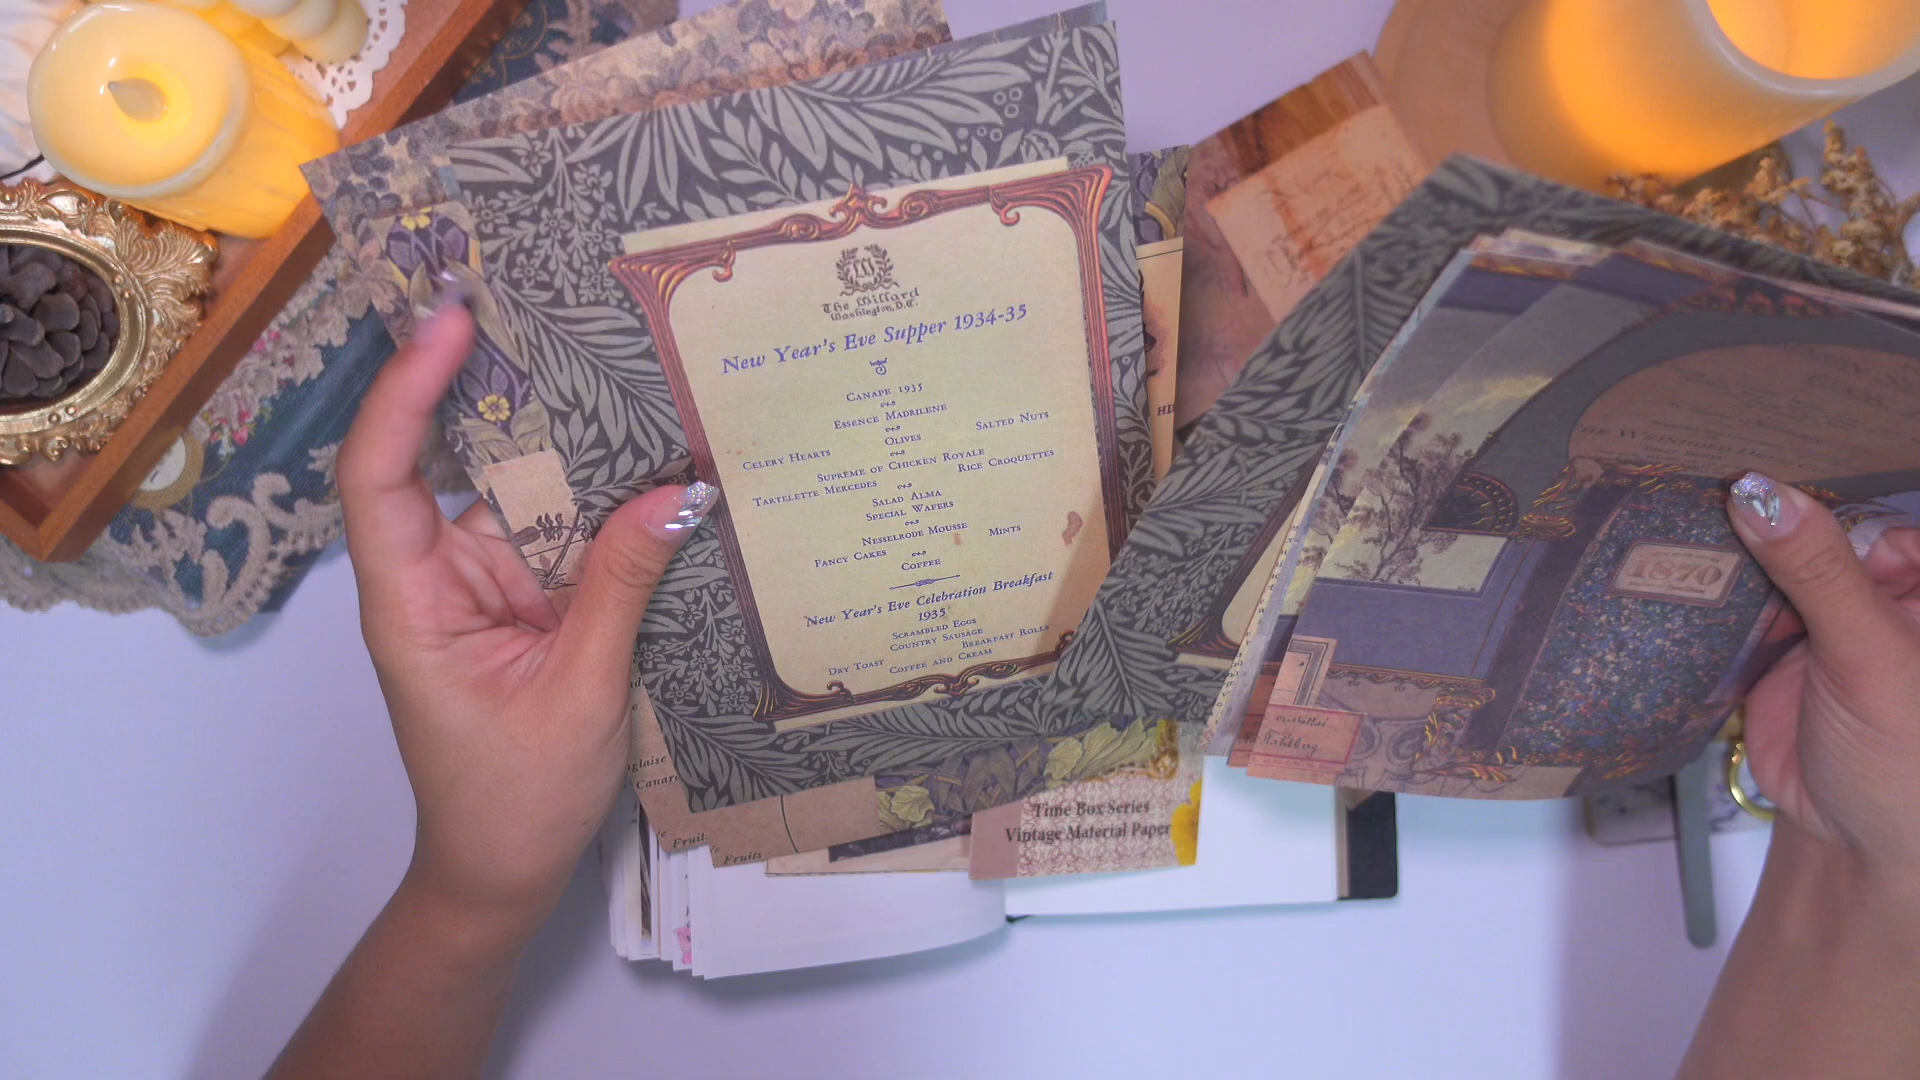 The Willard
Washington, D.C.
New Year's Eve Supper 1934-35
CANAPE 1935
ESSENCE MADRILENE
OLIVES SALTED NUTS
CELERY HEARTS
SUPRÈME OF CHICKEN ROYALE
TARTELETTE MERCEDES RICE CROQUETTES
SALAD ALMA
SPECIAL WAFERS
NESSELRODE MOUSSE
FANCY CAKES MINTS
COFFEE
New Year's Eve Celebration Breakfast
1935
SCRAMBLED EGGS
COUNTRY SAUSAGE
DRY TOAST BREAKFAST ROLLS
COFFEE AND CREAM
1870
Fruit
Fruits
Time Box Series
Vintage Material Paper